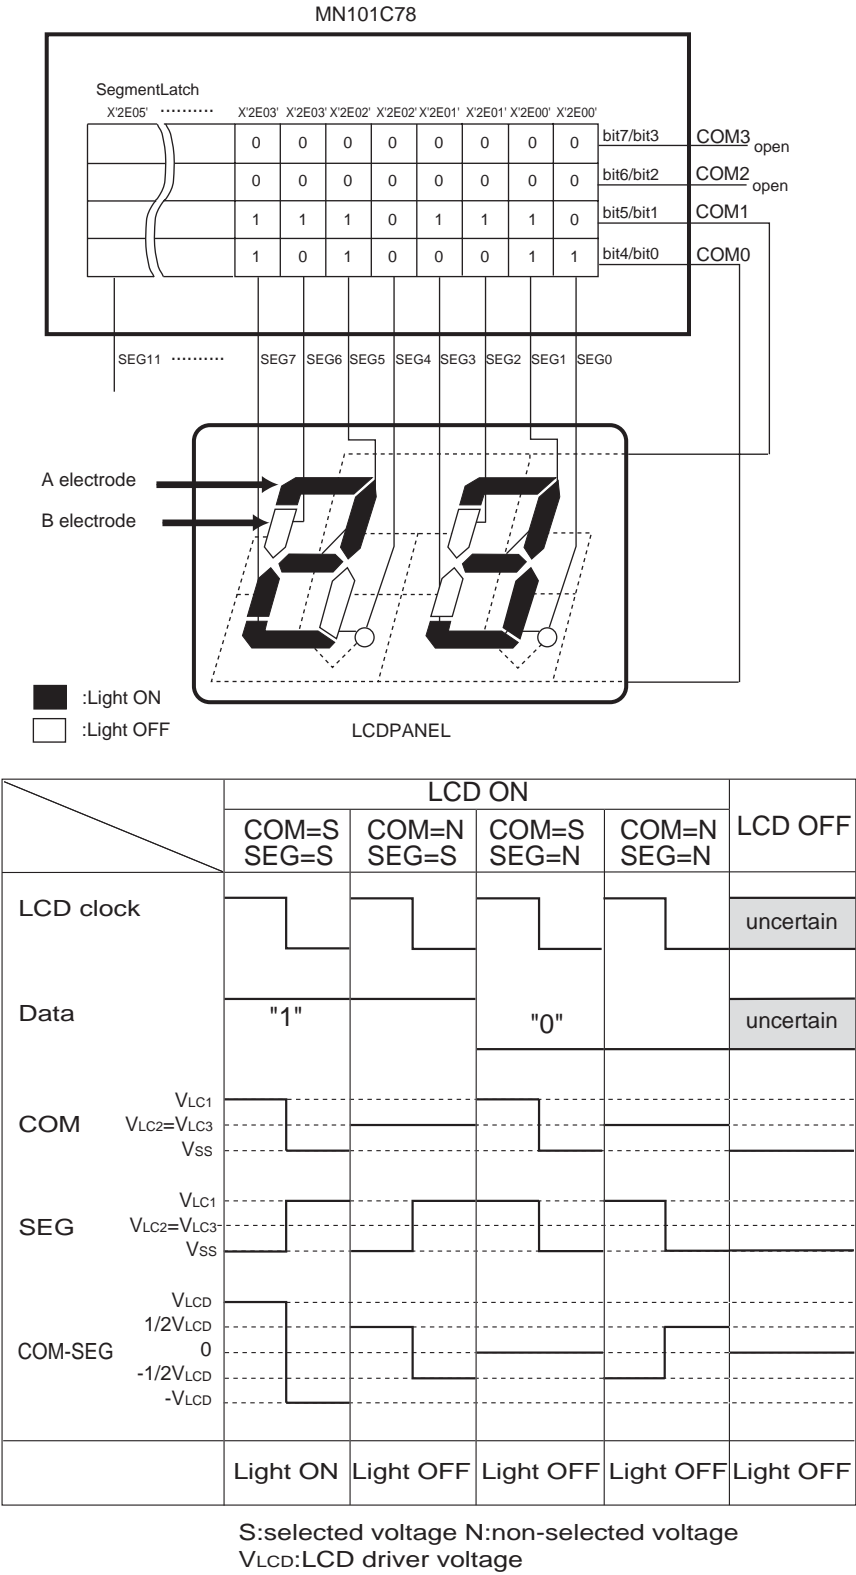 MN101C78
SegmentLatch
X'2E05' .......... X'2E03' X'2E03' X'2E02' X'2E02' X'2E01' X'2E01' X'2E00' X'2E00'
0 0 0 0 0 0 0 0 bit7/bit3 COM3 open
0 0 0 0 0 0 0 0 bit6/bit2 COM2 open
1 1 1 0 1 1 1 0 bit5/bit1 COM1
1 0 1 0 0 0 1 1 bit4/bit0 COM0
SEG11 .......... SEG7 SEG6 SEG5 SEG4 SEG3 SEG2 SEG1 SEG0
A electrode
B electrode
:Light ON
:Light OFF
LCDPANEL
LCD ON
LCD OFF
COM=S COM=N COM=S COM=N
SEG=S SEG=S SEG=N SEG=N
LCD clock
uncertain
Data
"1" "0" uncertain
VLC1
COM VLC2=VLC3
VSS
VLC1
SEG VLC2=VLC3
VSS
VLCD
1/2VLCD
COM-SEG 0
-1/2VLCD
-VLCD
Light ON Light OFF Light OFF Light OFF Light OFF
S:selected voltage N:non-selected voltage
VLCD:LCD driver voltage